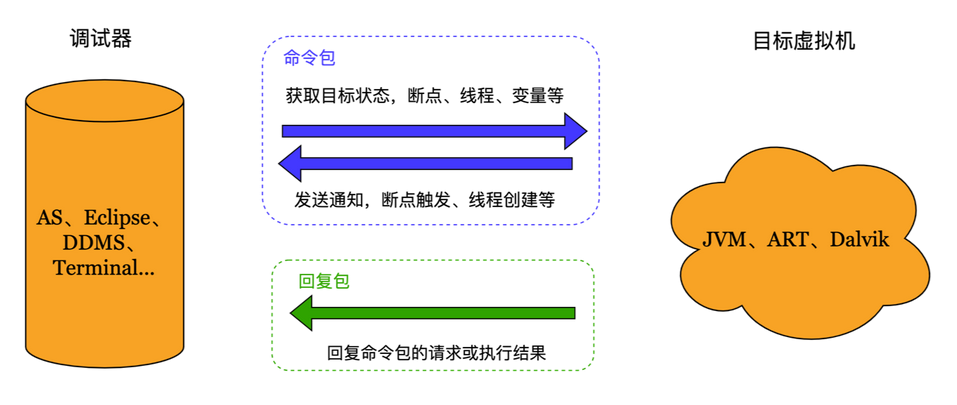 调试器
AS、Eclipse、
DDMS、
Terminal...
命令包
获取目标状态，断点、线程、变量等
发送通知，断点触发、线程创建等
回复包
回复命令包的请求或执行结果
目标虚拟机
JVM、ART、Dalvik